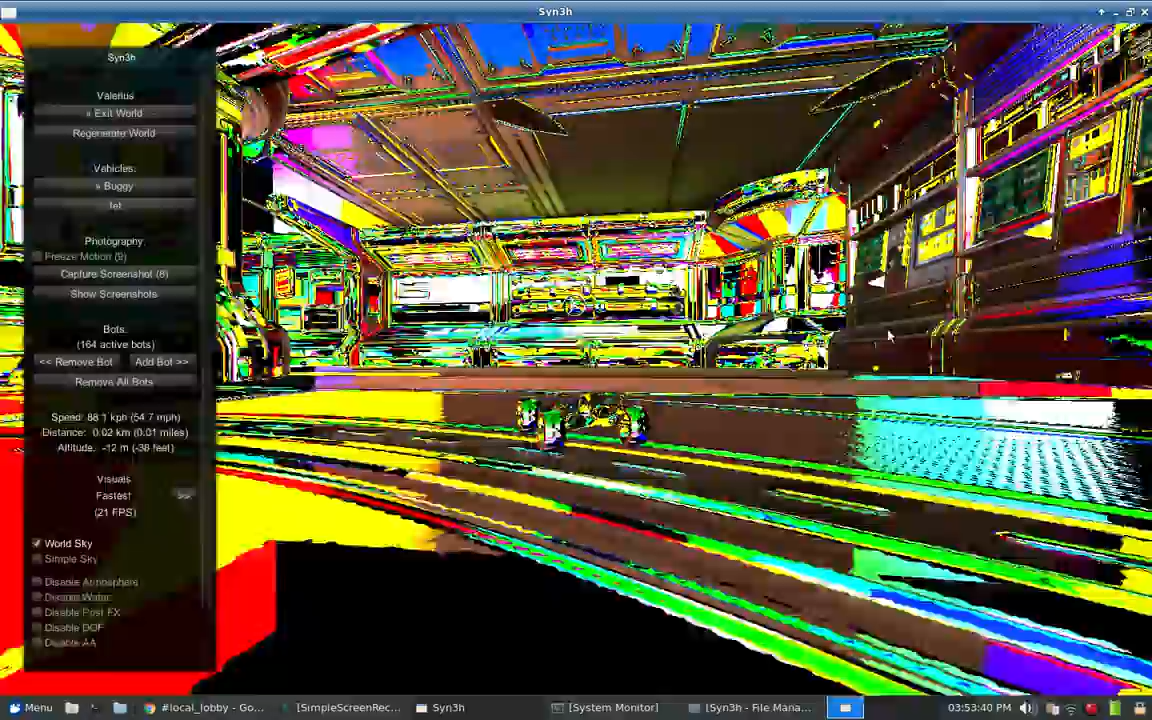 Syn3h
Syn3h
Valerius
» Exit World
Regenerate World
Vehicles:
» Buggy
Jet
Photography:
Freeze Motion (9)
Capture Screenshot (8)
Show Screenshots
Bots:
(164 active bots)
<< Remove Bot
Add Bot >>
Remove All Bots
Speed: 88.1 kph (54.7 mph)
Distance: 0.02 km (0.01 miles)
Altitude: -12 m (-38 feet)
Visuals
Fastest >>
(21 FPS)
World Sky
Simple Sky
Disable Atmosphere
Disable Water
Disable Post FX
Disable DOF
Disable AA
Menu
#local_lobby - Go...
[SimpleScreenRec...
Syn3h
[System Monitor]
[Syn3h - File Mana...
03:53:40 PM